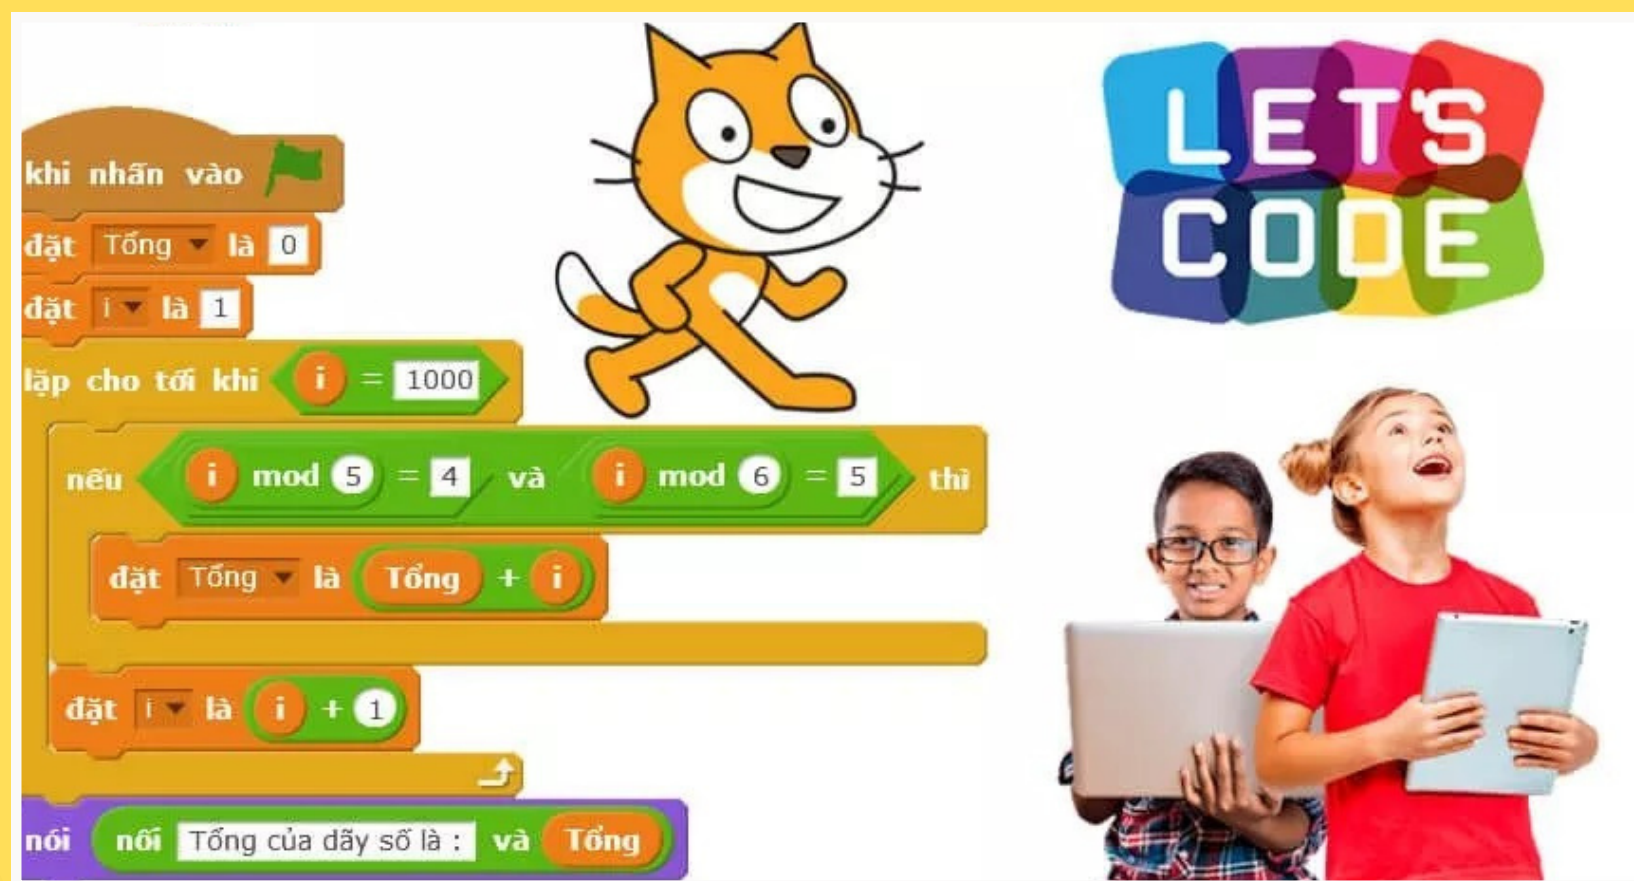 khi nhấn vào
đặt Tổng là 0
đặt i là 1
lặp cho tới khi i = 1000
nếu i mod 5 = 4 và i mod 6 = 5 thì
đặt Tổng là Tổng + i
đặt i là i + 1
nói nối Tổng của dãy số là : và Tổng
LET'S
CODE